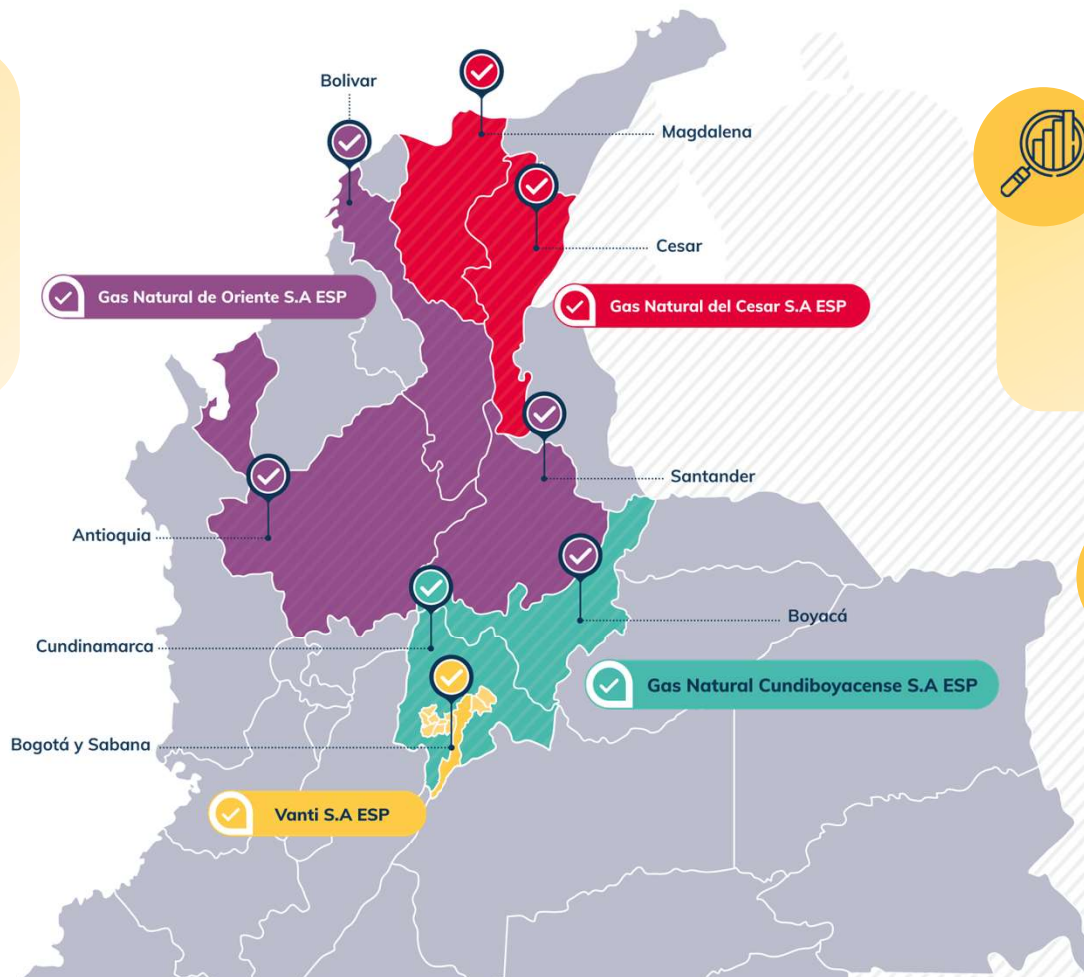 Bolivar
Magdalena
Cesar
Gas Natural de Oriente S.A ESP
Gas Natural del Cesar S.A ESP
Santander
Antioquia
Boyacá
Cundinamarca
Gas Natural Cundiboyacense S.A ESP
Bogotá y Sabana
Vanti S.A ESP